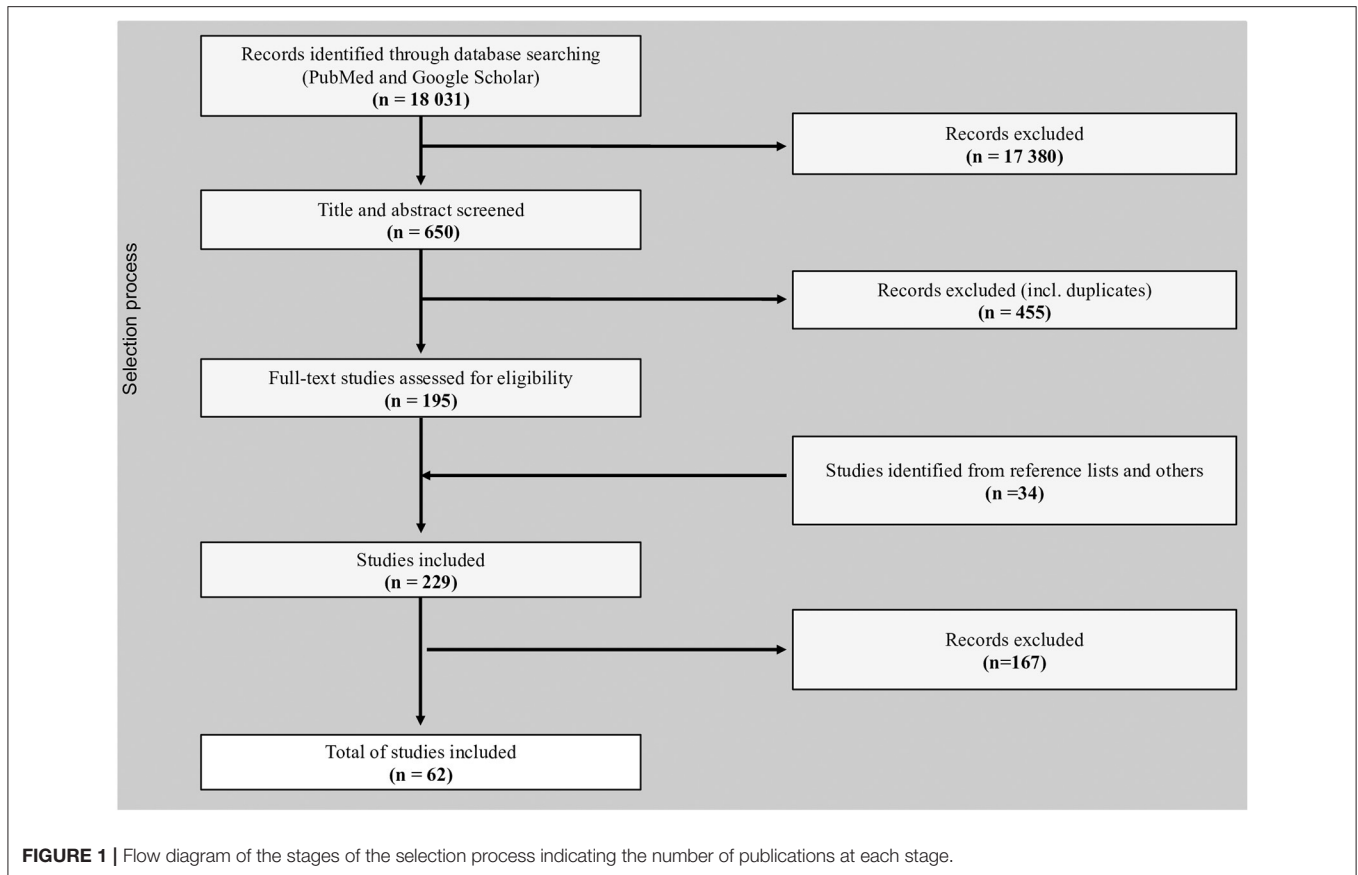 Records identified through database searching
(PubMed and Google Scholar)
(n = 18 031)
Records excluded
(n = 17 380)
Title and abstract screened
(n = 650)
Selection process
Records excluded (incl. duplicates)
(n = 455)
Full-text studies assessed for eligibility
(n = 195)
Studies identified from reference lists and others
(n =34)
Studies included
(n = 229)
Records excluded
(n=167)
Total of studies included
(n = 62)
FIGURE 1 | Flow diagram of the stages of the selection process indicating the number of publications at each stage.